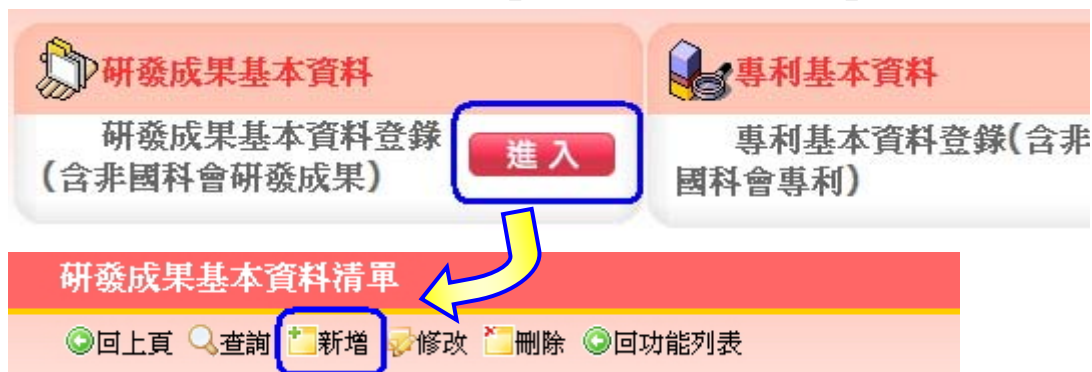 研發成果基本資料
研發成果基本資料登錄
(含非國科會研發成果)
進入
專利基本資料
專利基本資料登錄(含非
國科會專利)
研發成果基本資料清單
回上頁 查詢 新增 修改 刪除 回功能列表